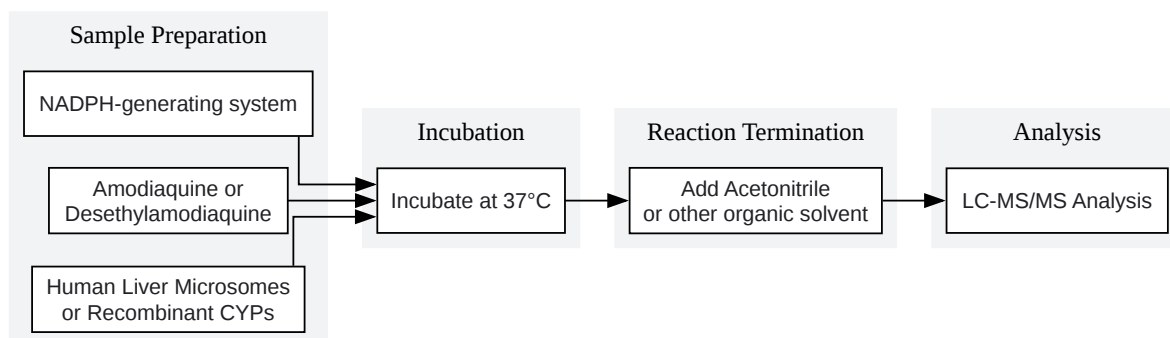 Sample Preparation
NADPH-generating system
Amodiaquine or
Desethylamodiaquine
Human Liver Microsomes
or Recombinant CYPs
Incubation
Incubate at 37°C
Reaction Termination
Add Acetonitrile
or other organic solvent
Analysis
LC-MS/MS Analysis